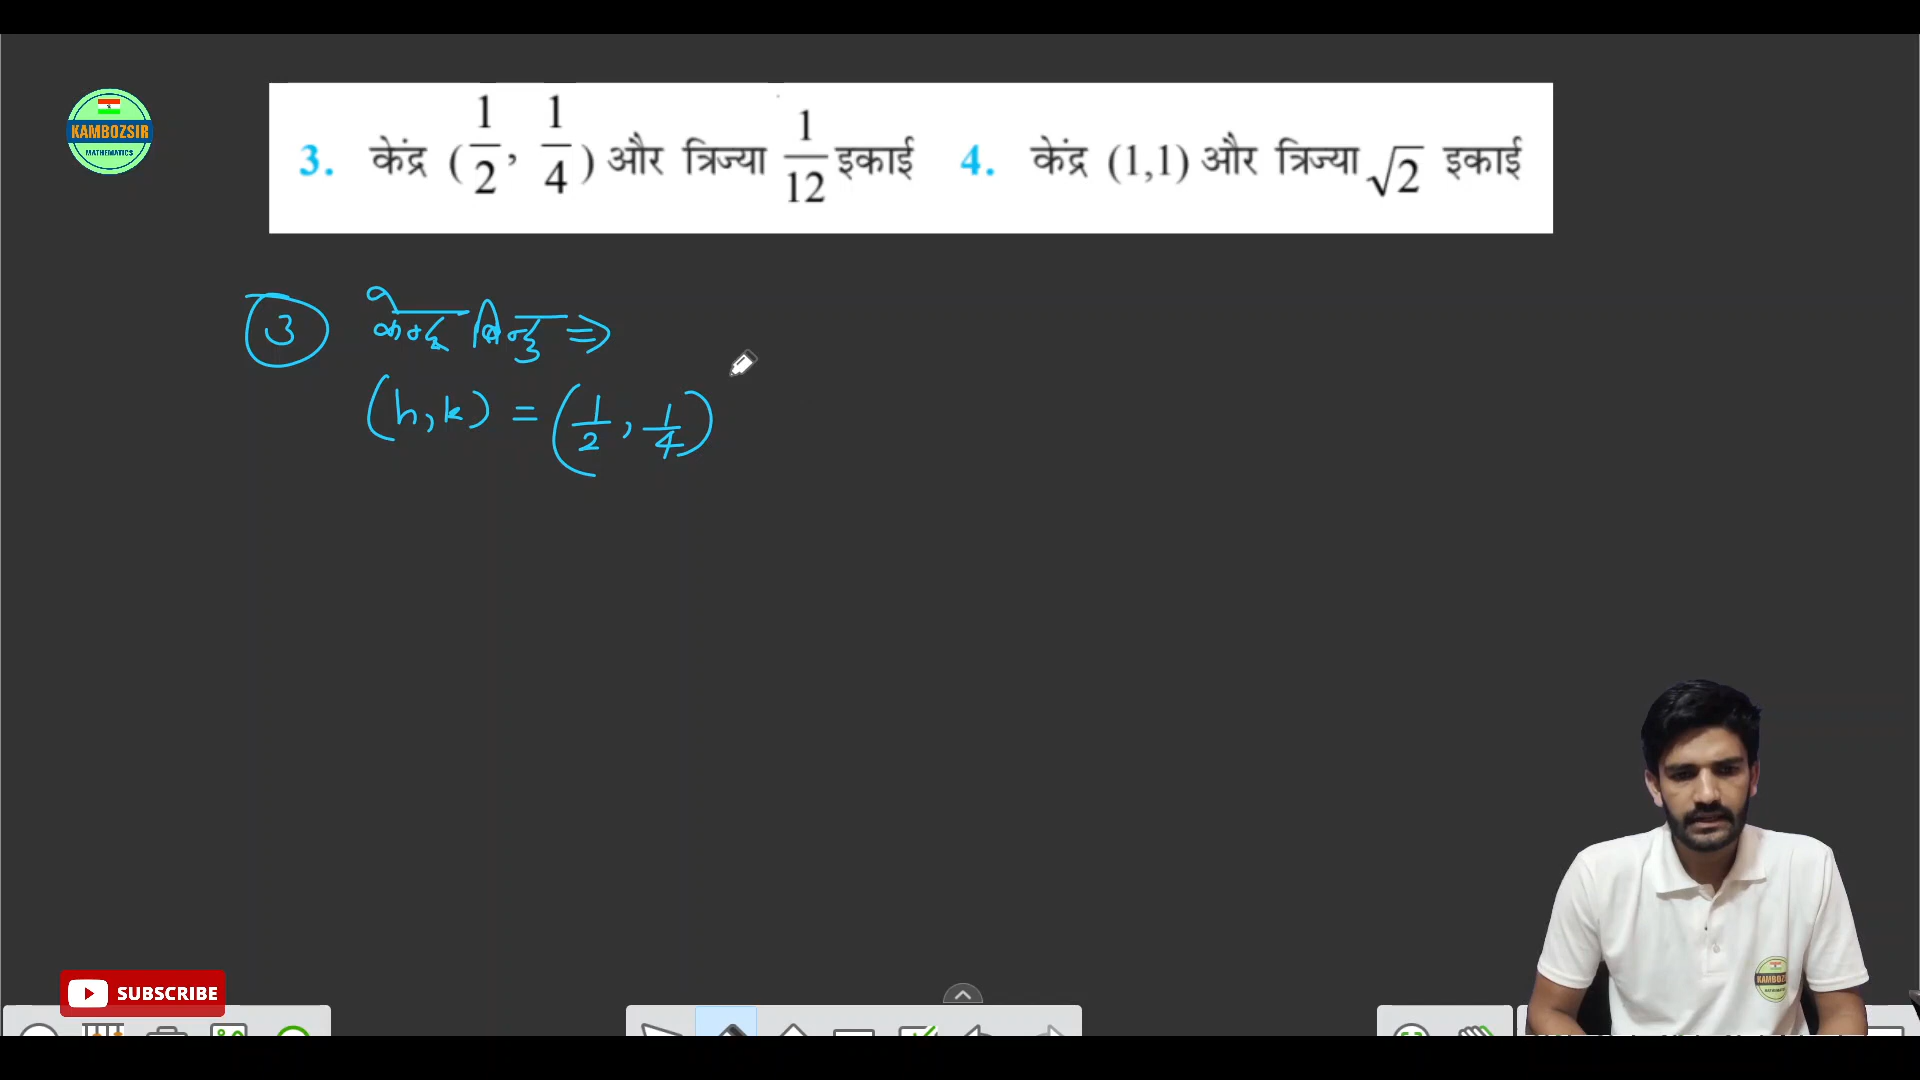 KAMBOZSIR
MATHEMATICS
3. केंद्र (1/2, 1/4) और त्रिज्या 1/12 इकाई 4. केंद्र (1,1) और त्रिज्या √2 इकाई
③ केन्द्र बिन्दु ⇒
(h, k) = (1/2, 1/4)
SUBSCRIBE
KAMBOZ